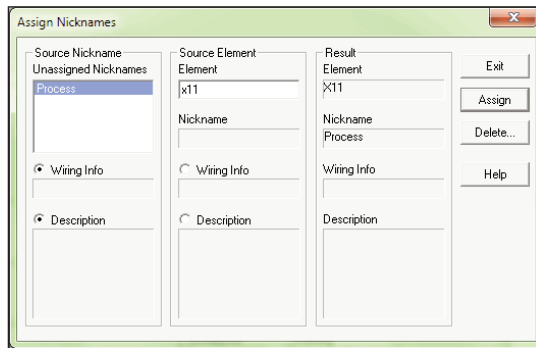 Assign Nicknames
Source Nickname
Unassigned Nicknames
Process
Wiring Info
Description
Source Element
Element
x11
Nickname
Wiring Info
Description
Result
Element
X11
Nickname
Process
Wiring Info
Description
Exit
Assign
Delete...
Help